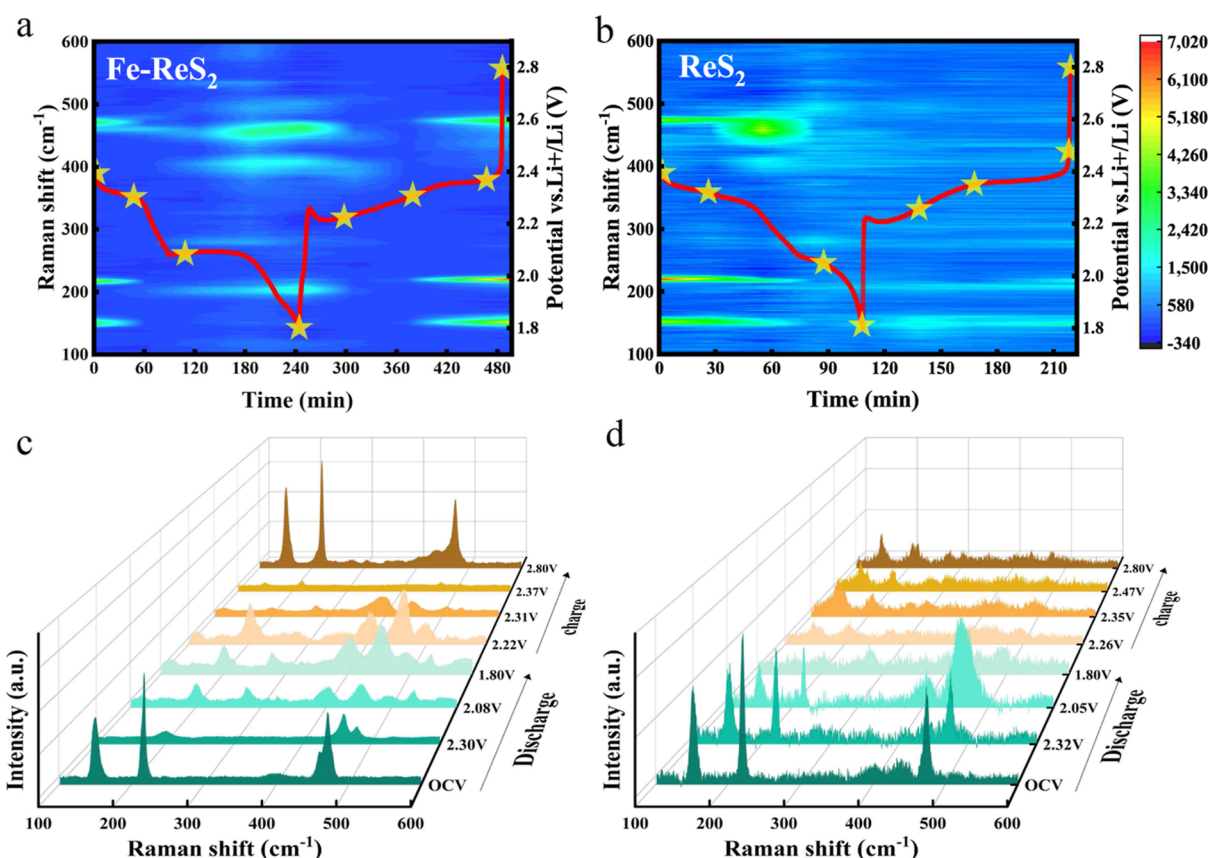 a
Fe-ReS2
600
500
400
300
200
100
Raman shift (cm-1)
0 60 120 180 240 300 360 420 480
Time (min)
2.8
2.6
2.4
2.2
2.0
1.8
Potential vs.Li+/Li (V)
b
ReS2
600
500
400
300
200
100
Raman shift (cm-1)
0 30 60 90 120 150 180 210
Time (min)
2.8
2.6
2.4
2.2
2.0
1.8
Potential vs.Li+/Li (V)
7,020
6,100
5,180
4,260
3,340
2,420
1,500
580
-340
c
Intensity (a.u.)
2.80V
2.37V
2.31V
2.22V
1.80V
2.08V
2.30V
OCV
charge
Discharge
100 200 300 400 500 600
Raman shift (cm-1)
d
Intensity (a.u.)
2.80V
2.47V
2.35V
2.26V
1.80V
2.05V
2.32V
OCV
charge
Discharge
100 200 300 400 500 600
Raman shift (cm-1)